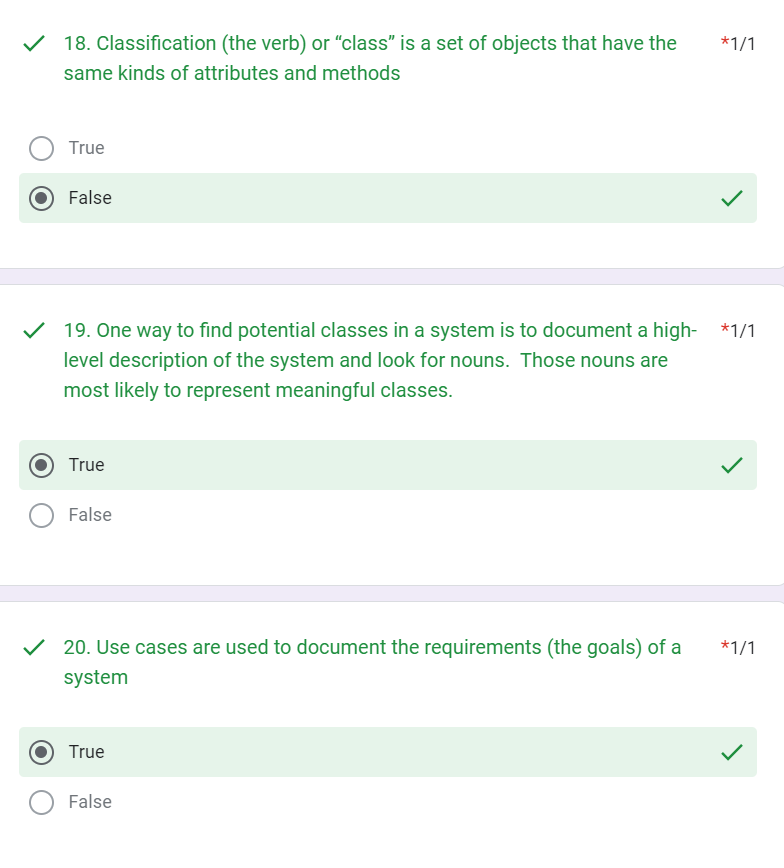 18. Classification (the verb) or “class” is a set of objects that have the
same kinds of attributes and methods
*1/1
True
False
19. One way to find potential classes in a system is to document a high-
level description of the system and look for nouns.  Those nouns are
most likely to represent meaningful classes.
*1/1
True
False
20. Use cases are used to document the requirements (the goals) of a
system
*1/1
True
False